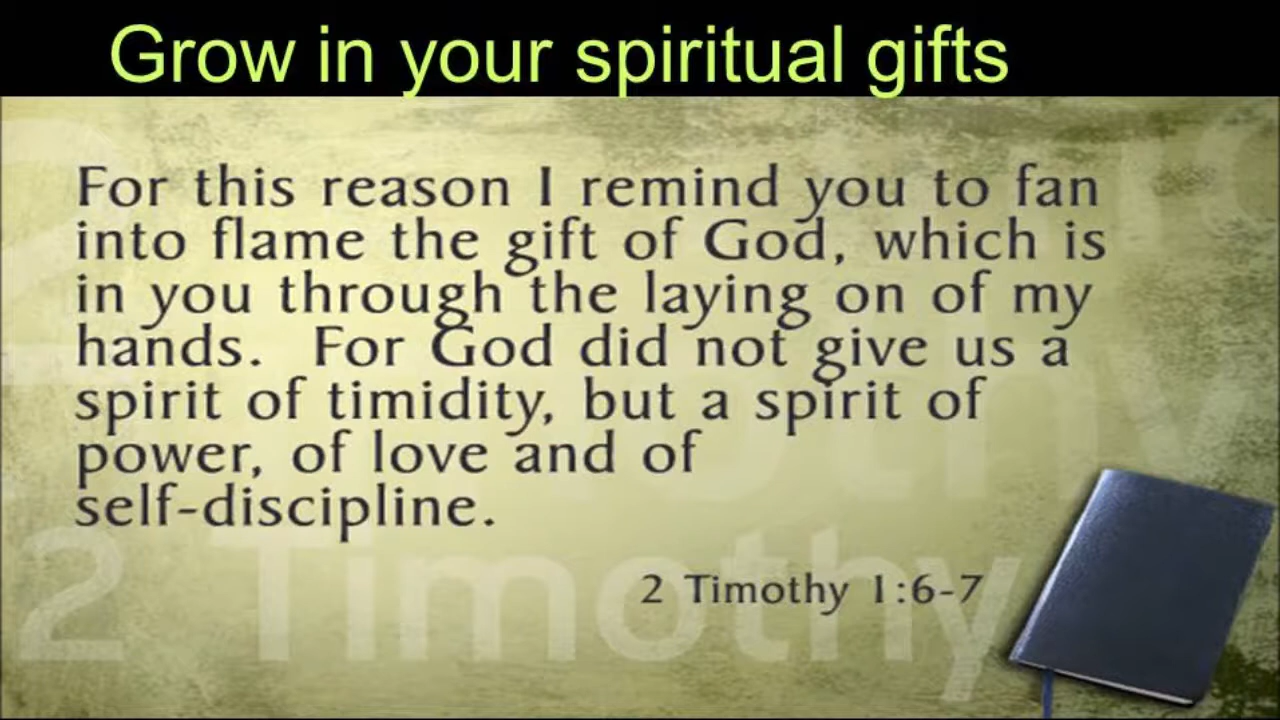 Grow in your spiritual gifts
For this reason I remind you to fan
into flame the gift of God, which is
in you through the laying on of my
hands.  For God did not give us a
spirit of timidity, but a spirit of
power, of love and of
self-discipline.
2 Timothy 1:6-7
2 Timothy